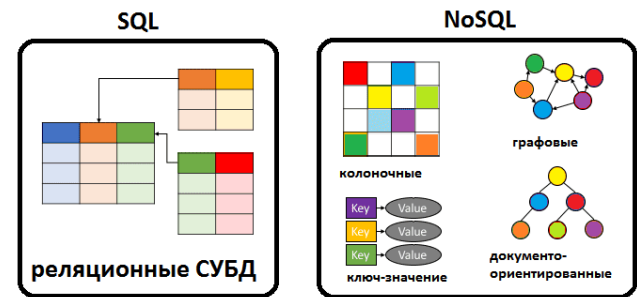 SQL
реляционные СУБД
NoSQL
колоночные
графовые
Key Value
Key Value
Key Value
ключ-значение
документо-
ориентированные